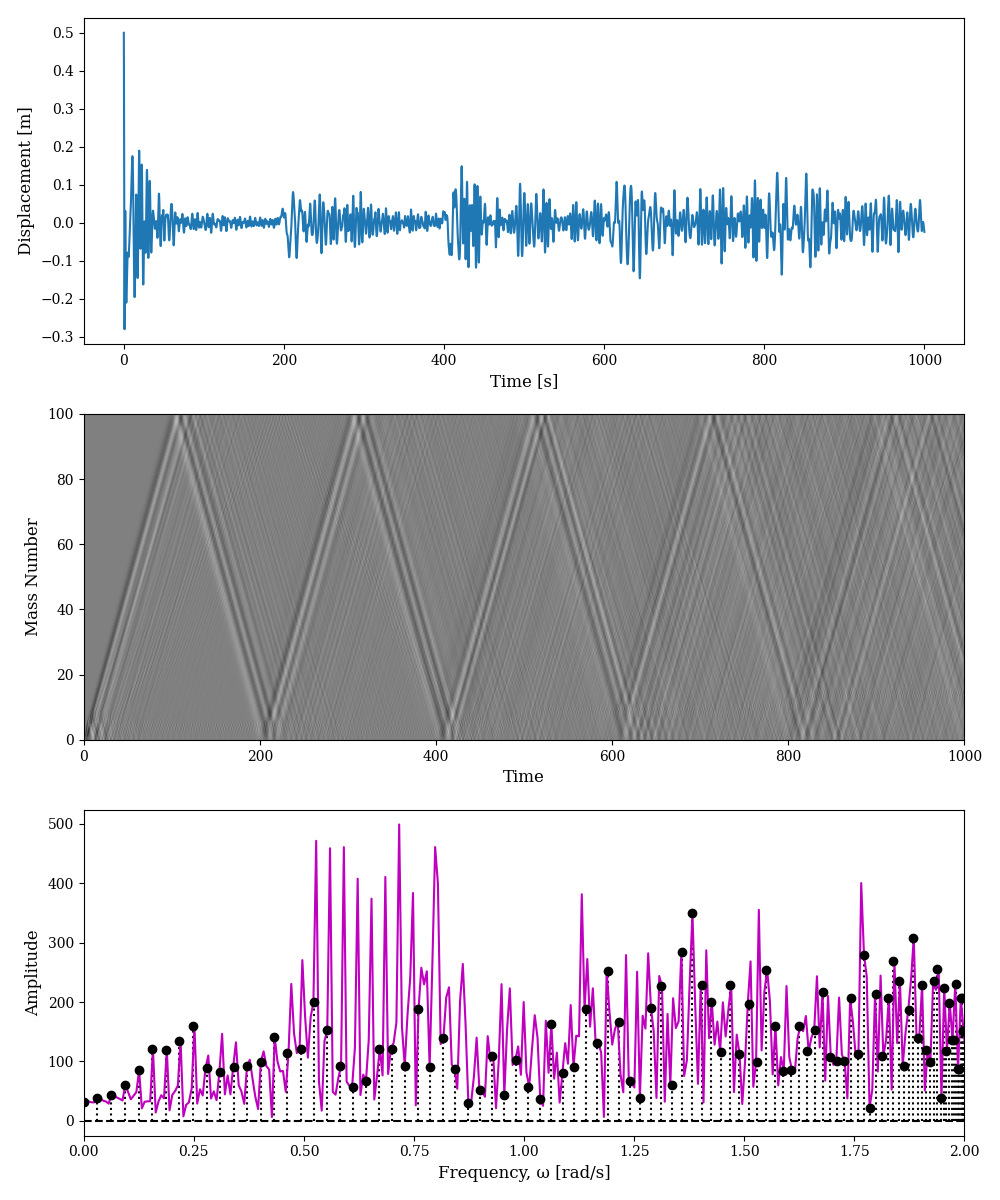 0.5
0.4
0.3
0.2
0.1
0.0
−0.1
−0.2
−0.3
Displacement [m]
0 200 400 600 800 1000
Time [s]
100
80
60
40
20
0
Mass Number
0 200 400 600 800 1000
Time
500
400
300
200
100
0
Amplitude
0.00 0.25 0.50 0.75 1.00 1.25 1.50 1.75 2.00
Frequency, ω [rad/s]